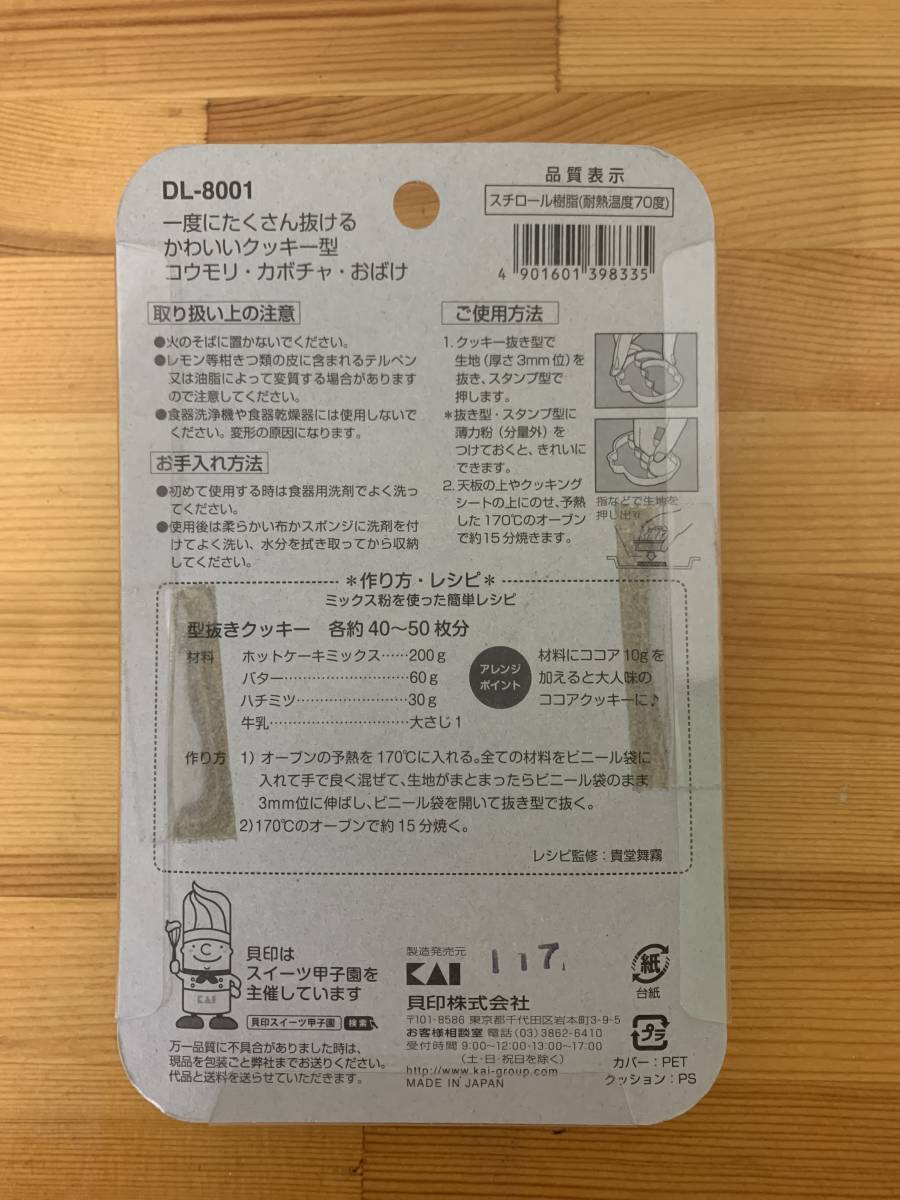 DL-8001
一度にたくさん抜ける
かわいいクッキー型
コウモリ・カボチャ・おばけ
品質表示
スチロール樹脂(耐熱温度70度)
4 901601 398335
取り扱い上の注意
●火のそばに置かないでください。
●レモン等柑きつ類の皮に含まれるテルペン
又は油脂によって変質する場合があります
ので注意してください。
●食器洗浄機や食器乾燥器には使用しないで
ください。変形の原因になります。
お手入れ方法
●初めて使用する時は食器用洗剤でよく洗っ
てください。
●使用後は柔らかい布かスポンジに洗剤を付
けてよく洗い、水分を拭き取ってから収納
してください。
ご使用方法
1.クッキー抜き型で
生地(厚さ3mm位)を
抜き、スタンプ型で
押します。
*抜き型・スタンプ型に
薄力粉(分量外)を
つけておくと、きれいに
できます。
2.天板の上やクッキング
シートの上にのせ、予熱
した170℃のオーブン
で約15分焼きます。
指などで生地を
押し出す
*作り方・レシピ*
ミックス粉を使った簡単レシピ
型抜きクッキー 各約40〜50枚分
材料 ホットケーキミックス……200g
バター……………………60g
ハチミツ…………………30g
牛乳………………………大さじ1
アレンジ
ポイント
材料にココア10gを
加えると大人味の
ココアクッキーに♪
作り方 1) オーブンの予熱を170℃に入れる。全ての材料をビニール袋に
入れて手で良く混ぜて、生地がまとまったらビニール袋のまま
3mm位に伸ばし、ビニール袋を開いて抜き型で抜く。
2)170℃のオーブンで約15分焼く。
レシピ監修:貴堂舞霧
KAI
貝印は
スイーツ甲子園を
主催しています
貝印スイーツ甲子園 検索
万一品質に不具合がありました時は、
現品を包装ごと弊社までお送りください。
代品と送料を送らせていただきます。
製造発売元
KAI
117
貝印株式会社
〒101-8586 東京都千代田区岩本町3-9-5
お客様相談室 電話(03)3862-6410
受付時間 9:00〜12:00・13:00〜17:00
(土・日・祝日を除く)
http://www.kai-group.com
MADE IN JAPAN
紙
台紙
プラ
カバー:PET
クッション:PS